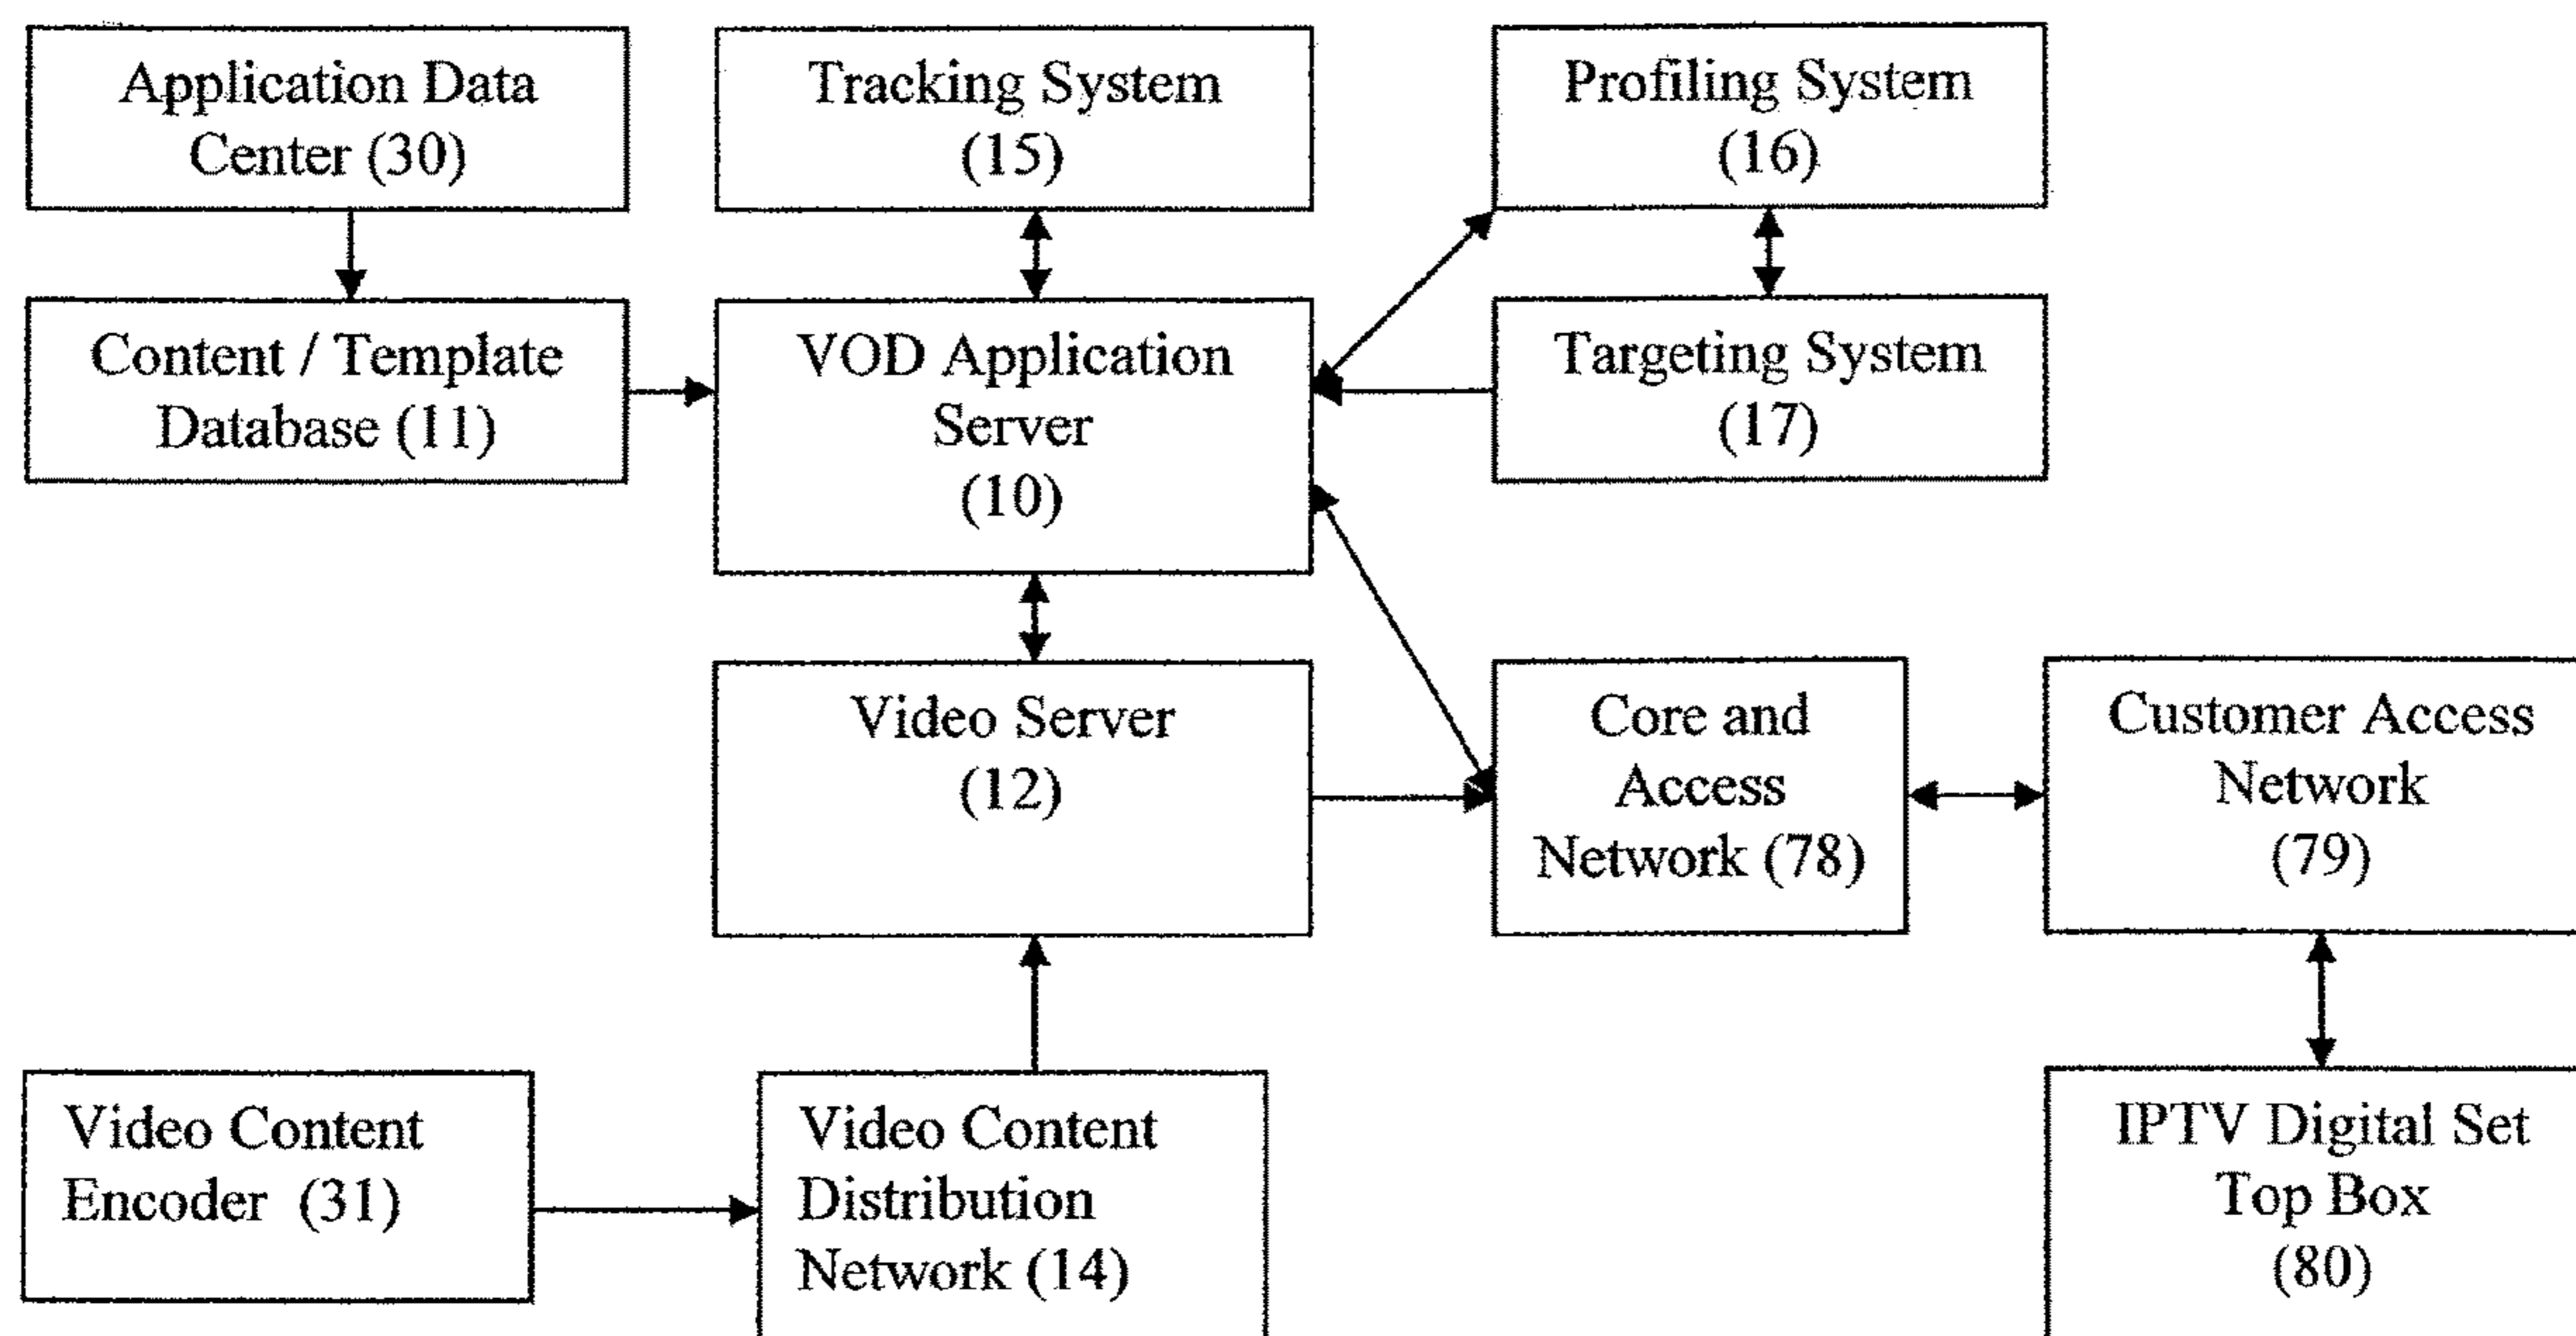 Application Data
Center (30)
Tracking System
(15)
Profiling System
(16)
Content / Template
Database (11)
VOD Application
Server
(10)
Targeting System
(17)
Video Server
(12)
Core and
Access
Network (78)
Customer Access
Network
(79)
Video Content
Encoder (31)
Video Content
Distribution
Network (14)
IPTV Digital Set
Top Box
(80)